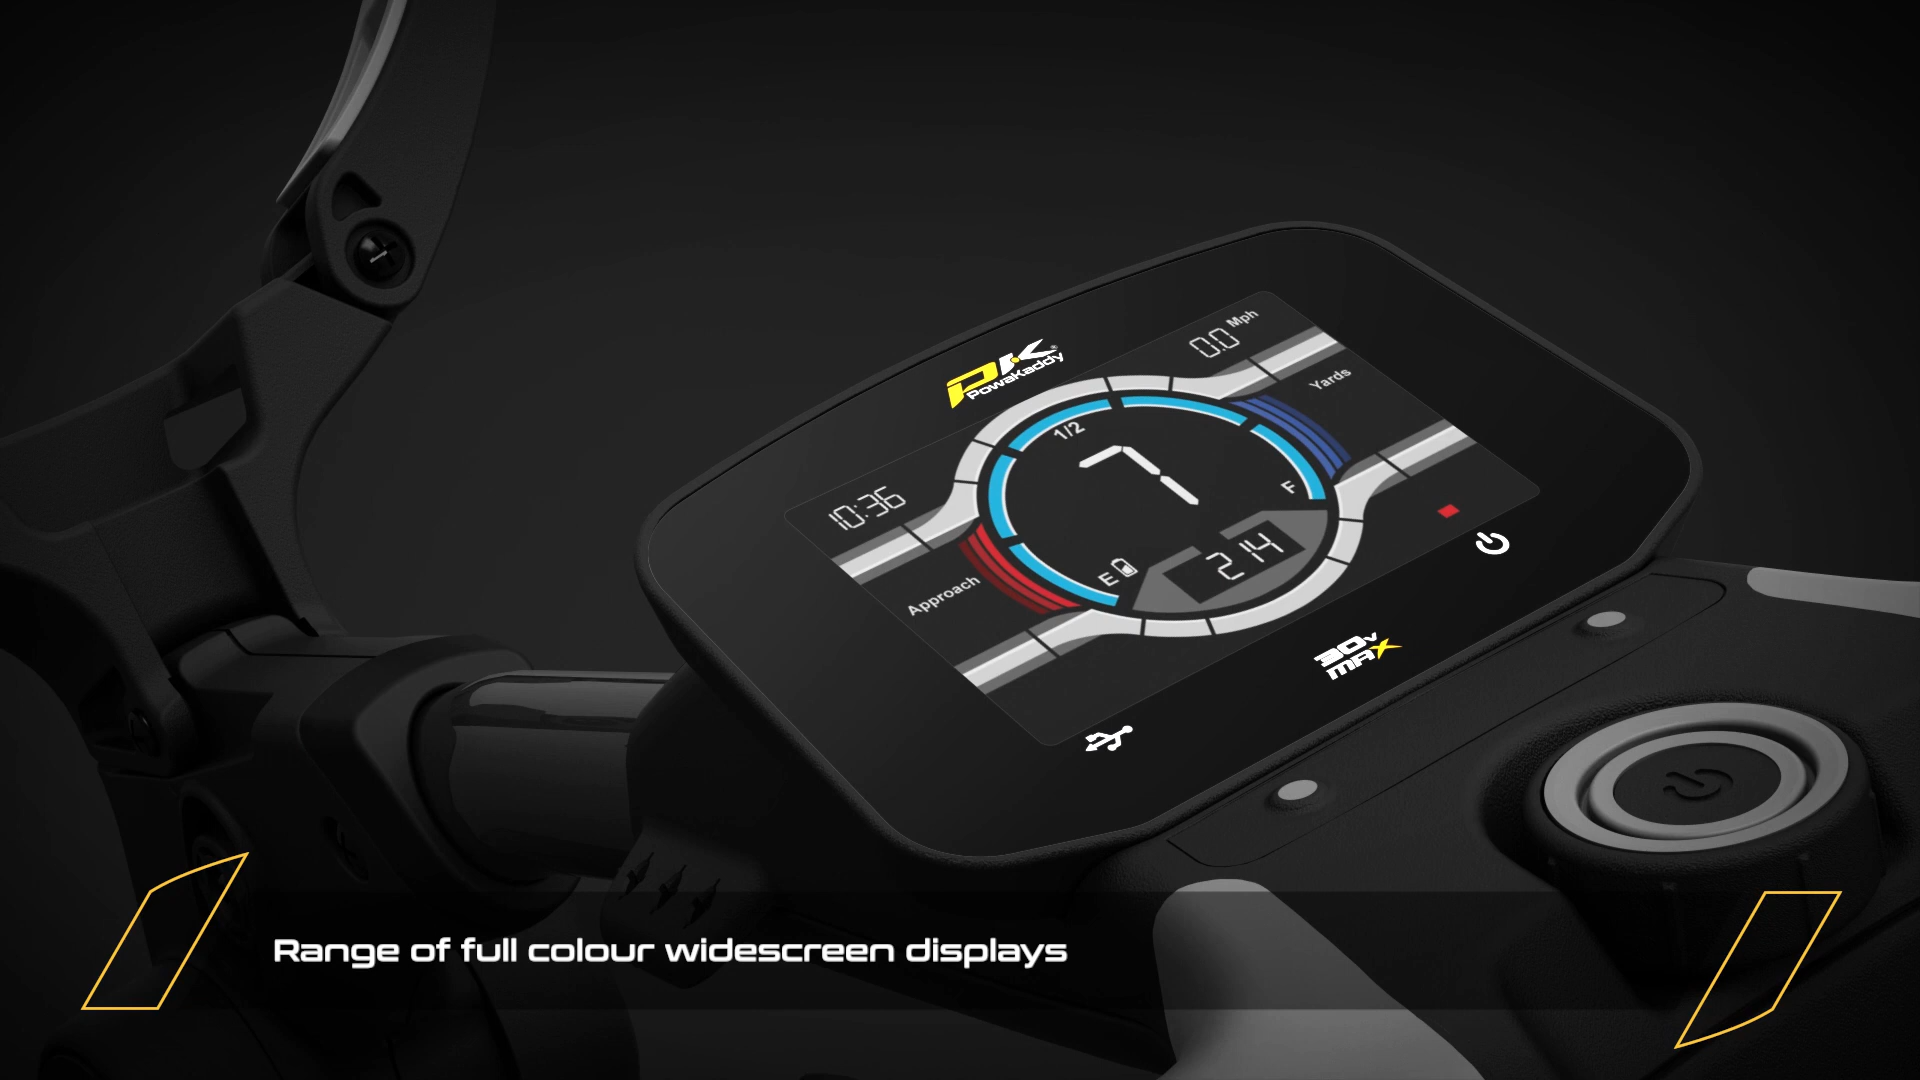 PK®
PowaKaddy
0.0 Mph
Yards
1/2
7
10:36
F
Approach
E
214
30v
MAX
Range of full colour widescreen displays